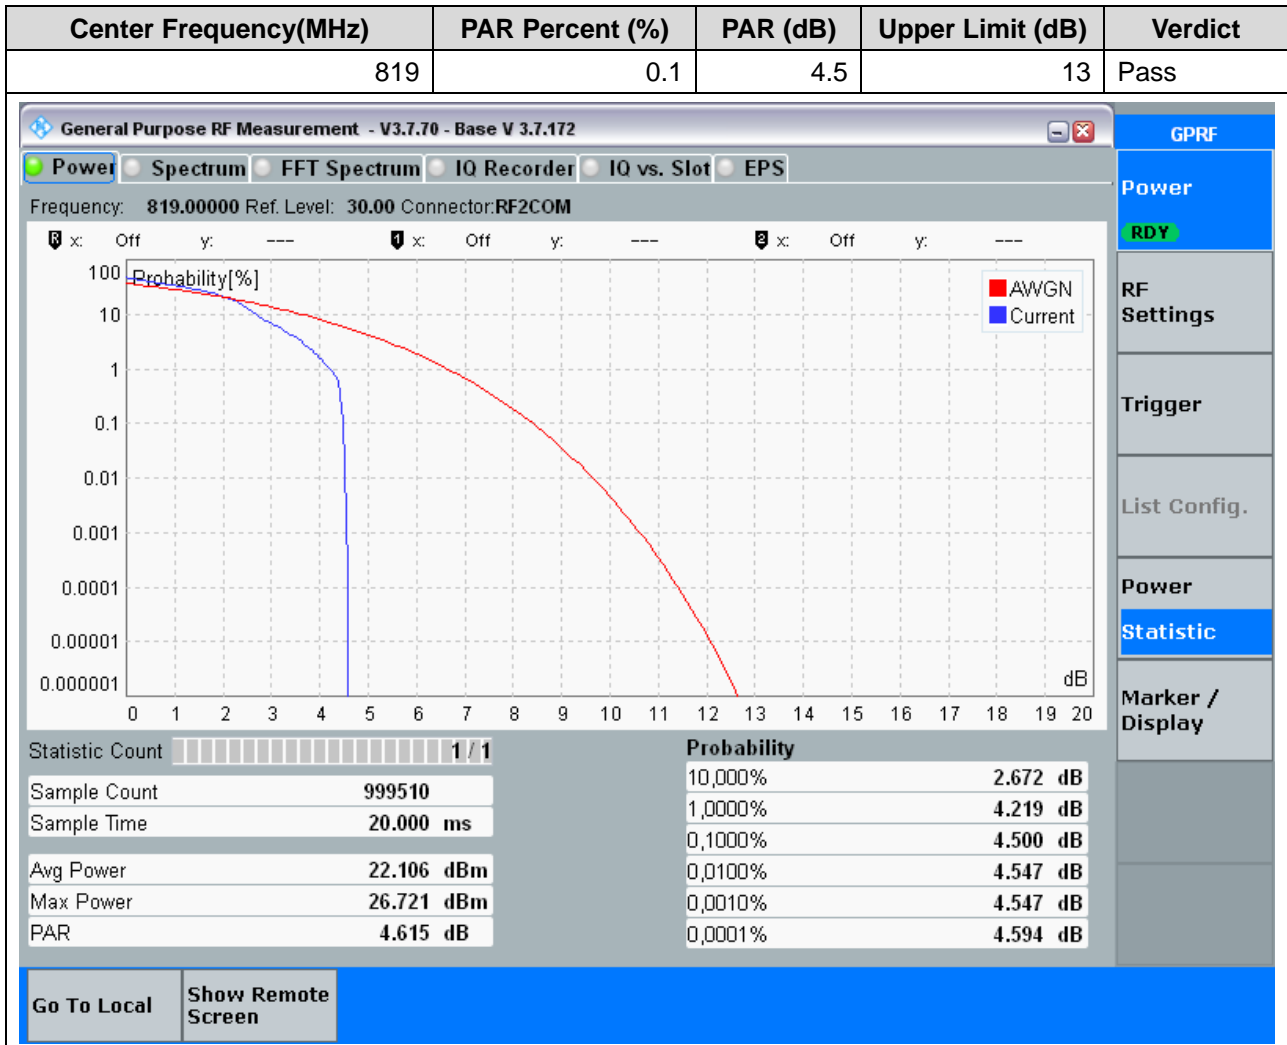 Center Frequency(MHz) PAR Percent (%) PAR (dB) Upper Limit (dB) Verdict
819 0.1 4.5 13 Pass
General Purpose RF Measurement - V3.7.70 - Base V 3.7.172
GPRF
Power Spectrum FFT Spectrum IQ Recorder IQ vs. Slot EPS
Frequency: 819.00000 Ref. Level: 30.00 Connector:RF2COM
R x: Off y: --- 1 x: Off y: --- 2 x: Off y: ---
Probability[%]
AWGN
Current
100
10
1
0.1
0.01
0.001
0.0001
0.00001
0.000001
dB
0 1 2 3 4 5 6 7 8 9 10 11 12 13 14 15 16 17 18 19 20
Statistic Count 1 / 1
Sample Count 999510
Sample Time 20.000 ms
Avg Power 22.106 dBm
Max Power 26.721 dBm
PAR 4.615 dB
Probability
10,000% 2.672 dB
1,0000% 4.219 dB
0,1000% 4.500 dB
0,0100% 4.547 dB
0,0010% 4.547 dB
0,0001% 4.594 dB
Power
RDY
RF
Settings
Trigger
List Config.
Power
Statistic
Marker /
Display
Go To Local
Show Remote
Screen